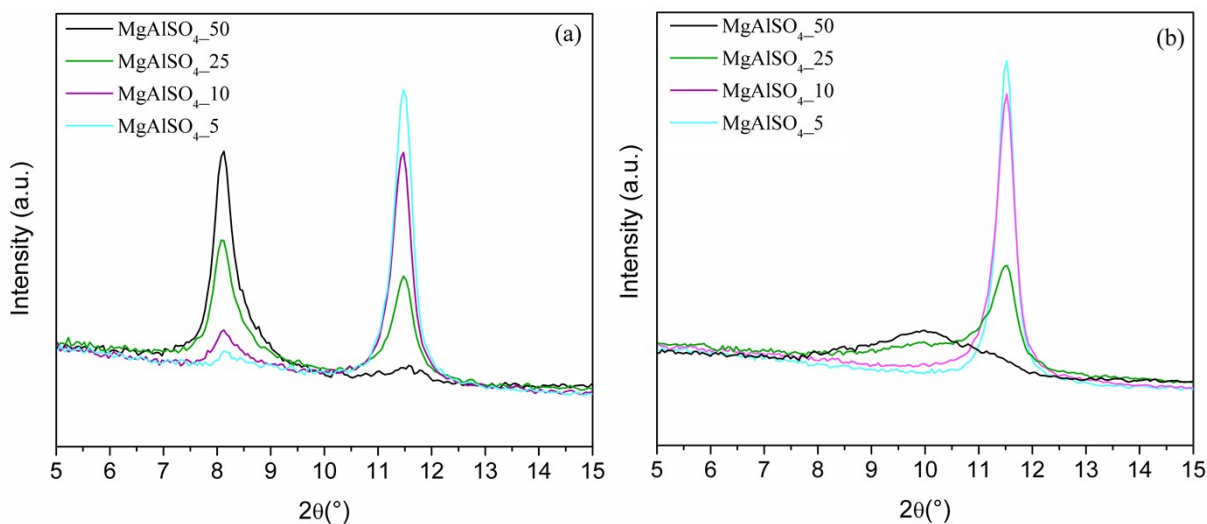 MgAlSO₄_50
(a)
MgAlSO₄_25
MgAlSO₄_10
MgAlSO₄_5
Intensity (a.u.)
5 6 7 8 9 10 11 12 13 14 15
2θ(°)
MgAlSO₄_50
(b)
MgAlSO₄_25
MgAlSO₄_10
MgAlSO₄_5
Intensity (a.u.)
5 6 7 8 9 10 11 12 13 14 15
2θ(°)